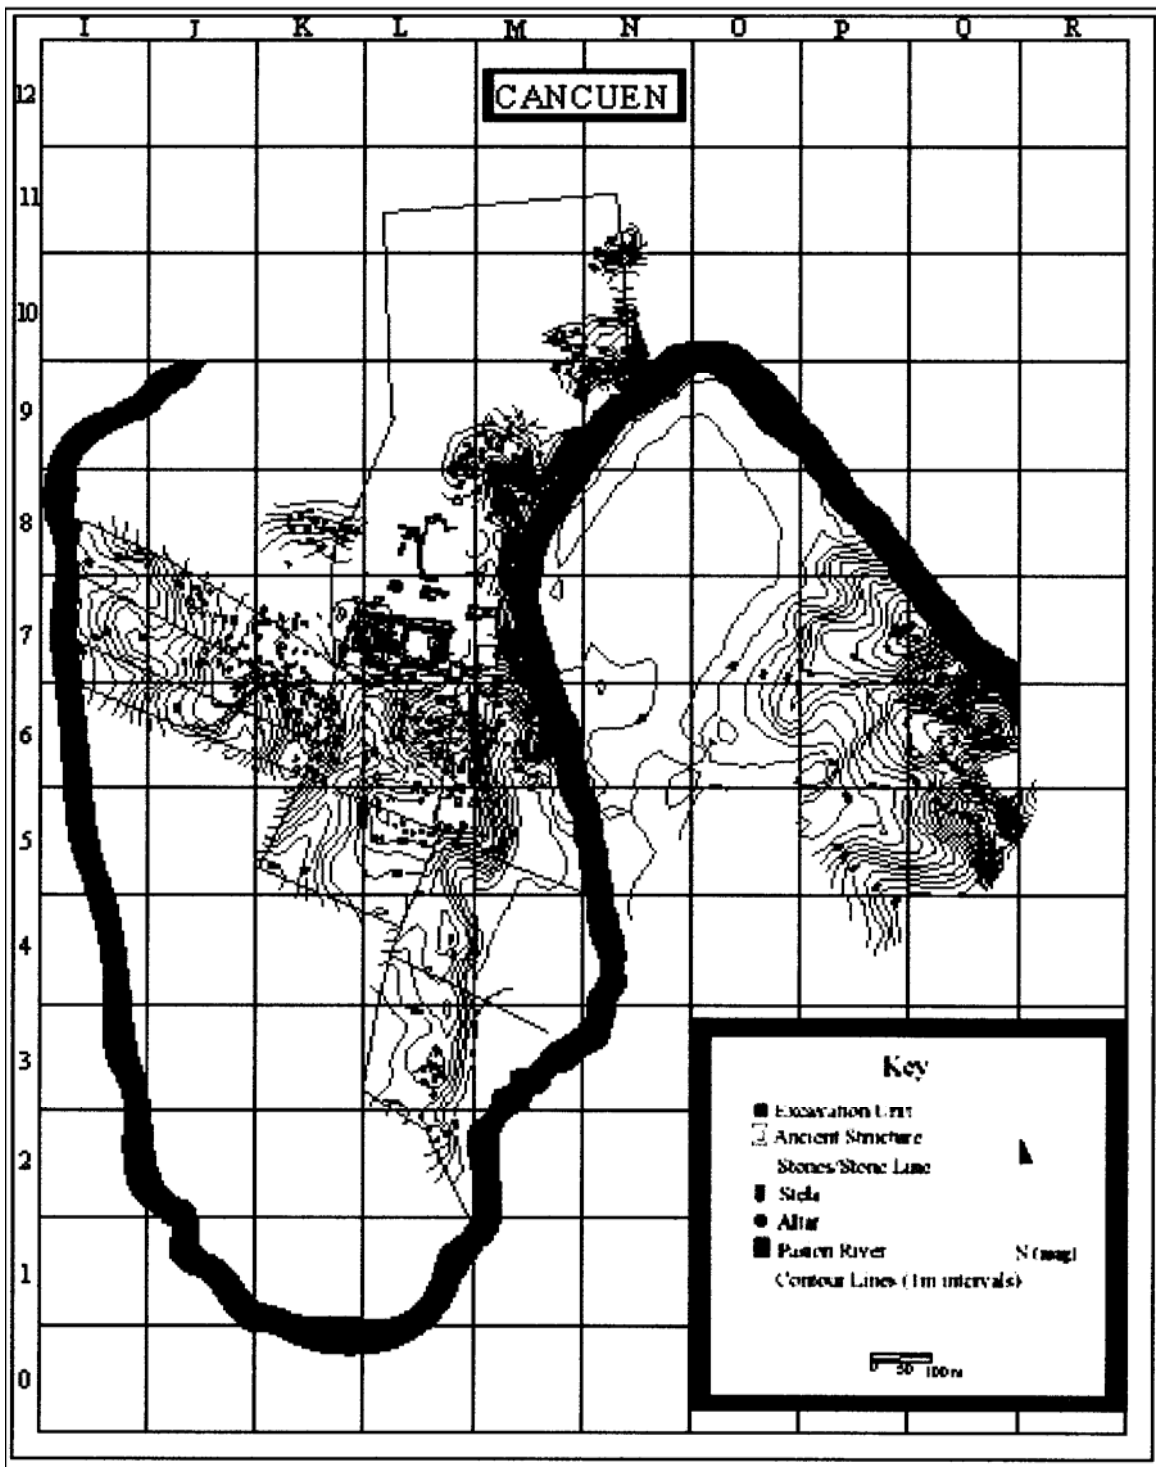 I J K L M N O P Q R
12
CANCUEN
11
10
9
8
7
6
5
4
3
2
1
0
Key
Excavation Unit
Ancient Structure
Stones/Stone Line
Stela
Altar
Pasion River
N (mag)
Contour Lines (1m intervals)
0 50 100 m